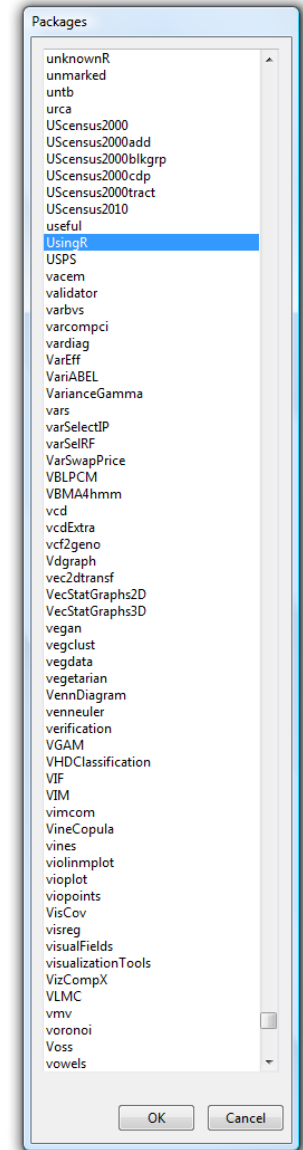 Packages
unknownR
unmarked
untb
urca
UScensus2000
UScensus2000add
UScensus2000blkgrp
UScensus2000cdp
UScensus2000tract
UScensus2010
useful
UsingR
USPS
vacem
validator
varbvs
varcompci
vardiag
VarEff
VariABEL
VarianceGamma
vars
varSelectIP
varSelRF
VarSwapPrice
VBLPCM
VBMA4hmm
vcd
vcdExtra
vcf2geno
Vdgraph
vec2dtransf
VecStatGraphs2D
VecStatGraphs3D
vegan
vegclust
vegdata
vegetarian
VennDiagram
venneuler
verification
VGAM
VHDClassification
VIF
VIM
vimcom
VineCopula
vines
violinmplot
vioplot
viopoints
VisCov
visreg
visualFields
visualizationTools
VizCompX
VLMC
vmv
voronoi
Voss
vowels
OK Cancel